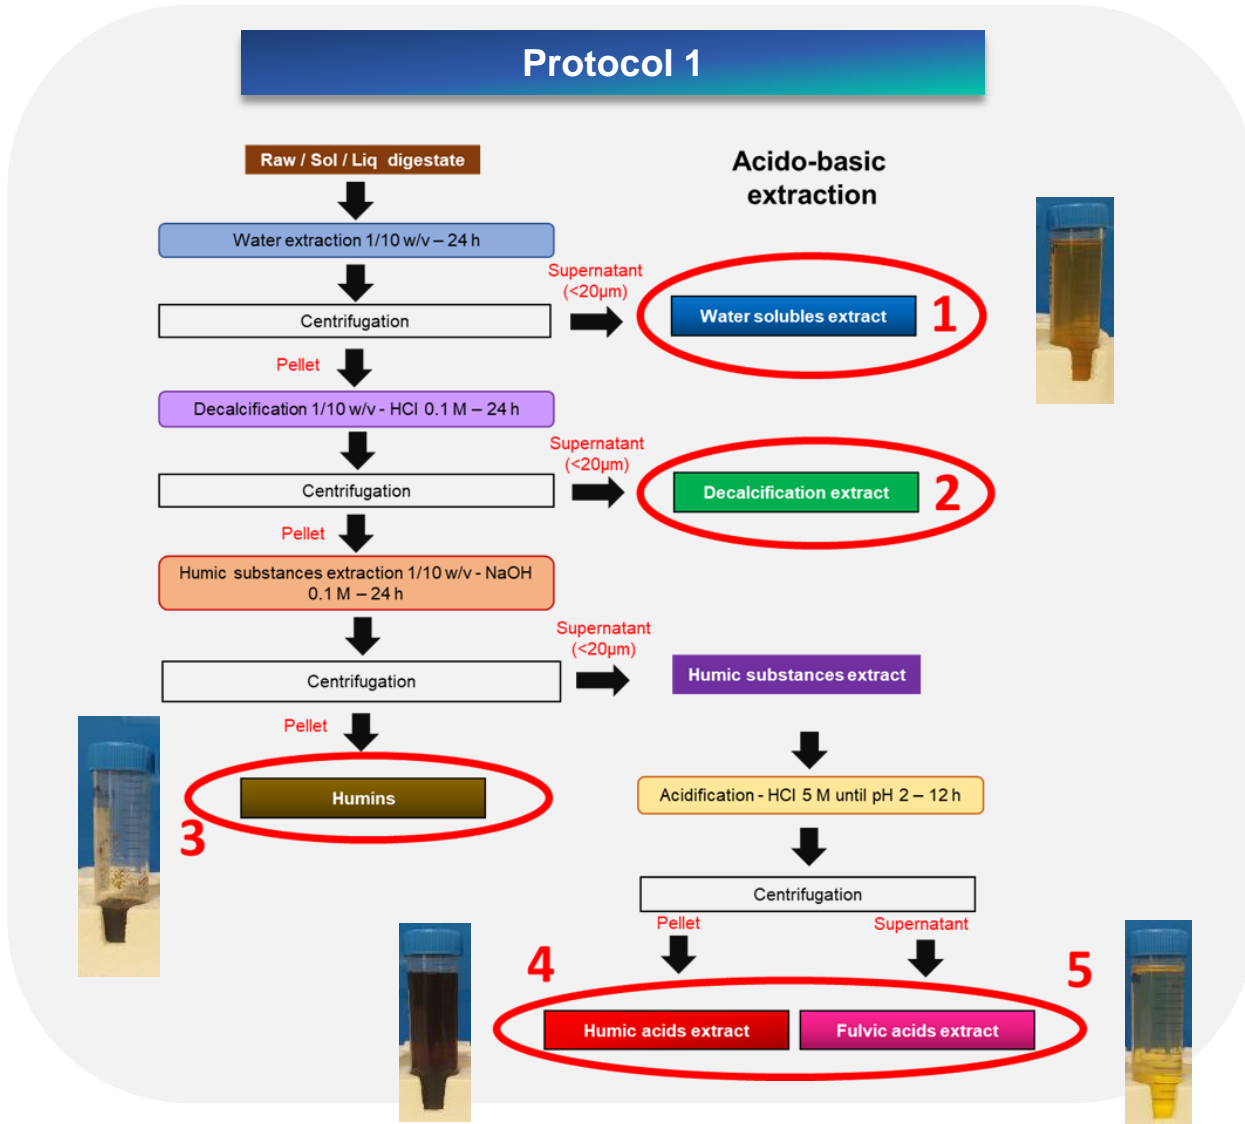 Protocol 1
Raw / Sol / Liq digestate
Acido-basic
extraction
Water extraction 1/10 w/v – 24 h
Supernatant
(<20µm)
Centrifugation
Water solubles extract
1
Pellet
Decalcification 1/10 w/v - HCl 0.1 M – 24 h
Supernatant
(<20µm)
Centrifugation
Decalcification extract
2
Pellet
Humic substances extraction 1/10 w/v - NaOH
0.1 M – 24 h
Supernatant
(<20µm)
Centrifugation
Humic substances extract
Pellet
Humins
3
Acidification - HCl 5 M until pH 2 – 12 h
Centrifugation
Pellet
Supernatant
4
5
Humic acids extract
Fulvic acids extract